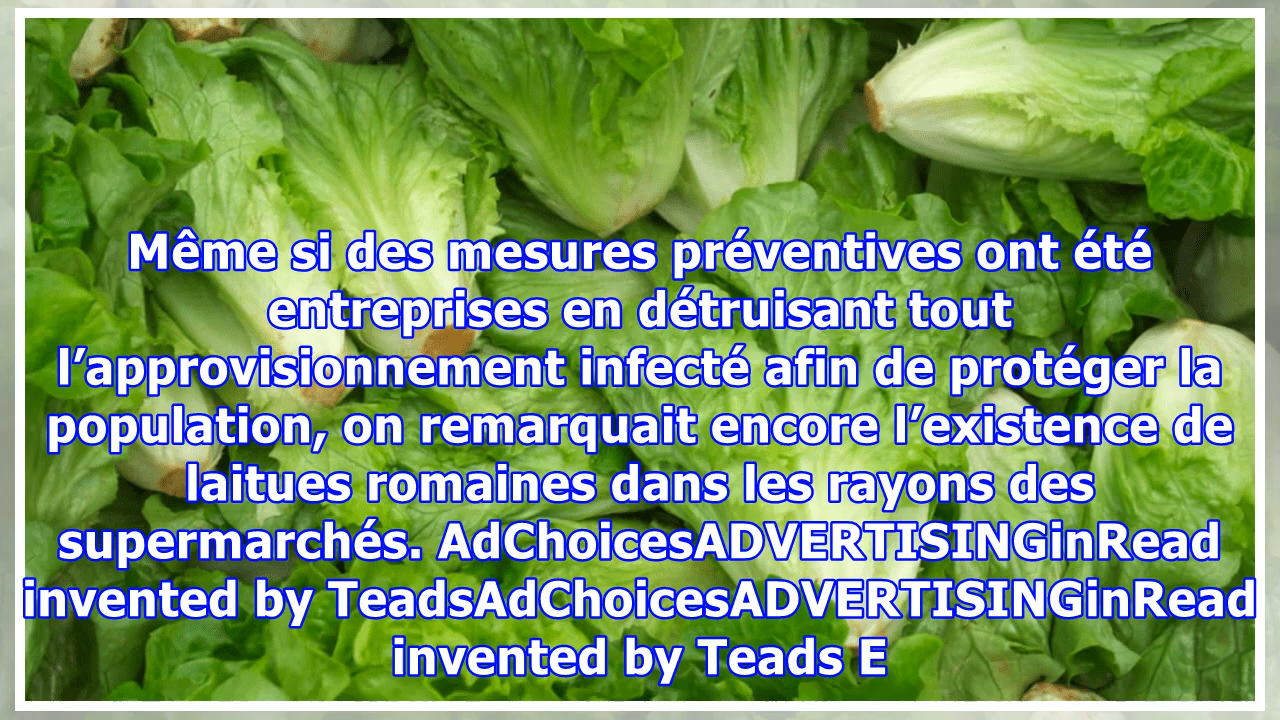 Même si des mesures préventives ont été
entreprises en détruisant tout
l’approvisionnement infecté afin de protéger la
population, on remarquait encore l’existence de
laitues romaines dans les rayons des
supermarchés. AdChoicesADVERTISINGinRead
invented by TeadsAdChoicesADVERTISINGinRead
invented by Teads E